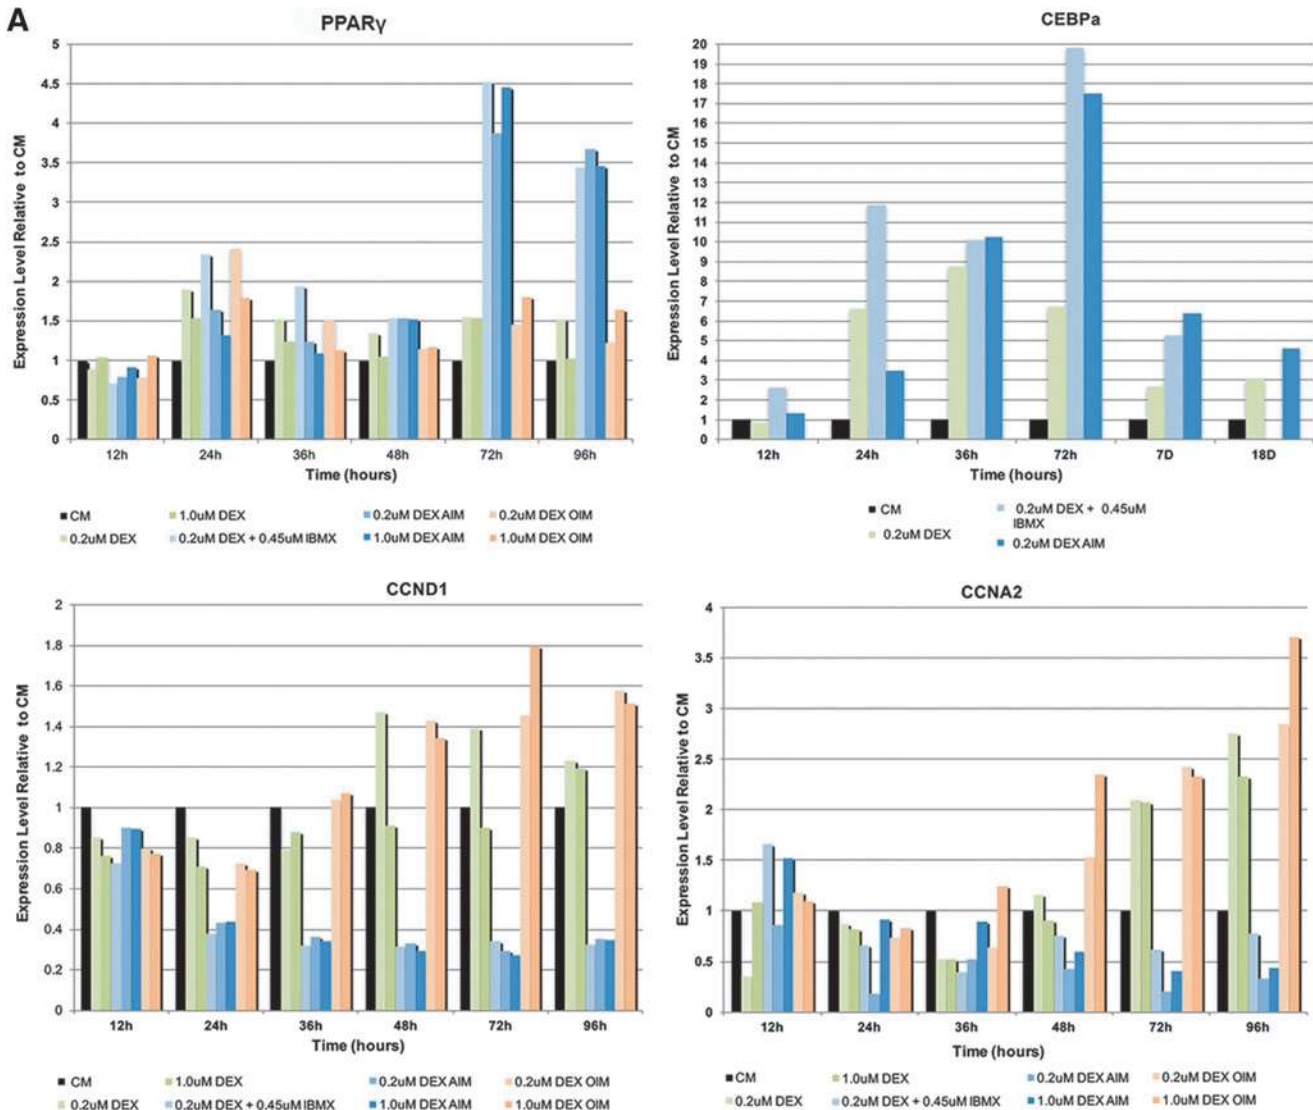 A
PPARγ
Expression Level Relative to CM
5
4.5
4
3.5
3
2.5
2
1.5
1
0.5
0
12h 24h 36h 48h 72h 96h
Time (hours)
CM 1.0uM DEX 0.2uM DEX AIM 0.2uM DEX OIM
0.2uM DEX 0.2uM DEX + 0.45uM IBMX 1.0uM DEX AIM 1.0uM DEX OIM
CEBPa
Expression Level Relative to CM
20
19
18
17
16
15
14
13
12
11
10
9
8
7
6
5
4
3
2
1
0
12h 24h 36h 72h 7D 18D
Time (hours)
CM 0.2uM DEX + 0.45uM
IBMX
0.2uM DEX
0.2uM DEX AIM
CCND1
Expression Level Relative to CM
2
1.8
1.6
1.4
1.2
1
0.8
0.6
0.4
0.2
0
12h 24h 36h 48h 72h 96h
Time (hours)
CM 1.0uM DEX 0.2uM DEX AIM 0.2uM DEX OIM
0.2uM DEX 0.2uM DEX + 0.45uM IBMX 1.0uM DEX AIM 1.0uM DEX OIM
CCNA2
Expression Level Relative to CM
4
3.5
3
2.5
2
1.5
1
0.5
0
12h 24h 36h 48h 72h 96h
Time (hours)
CM 1.0uM DEX 0.2uM DEX AIM 0.2uM DEX OIM
0.2uM DEX 0.2uM DEX + 0.45uM IBMX 1.0uM DEX AIM 1.0uM DEX OIM